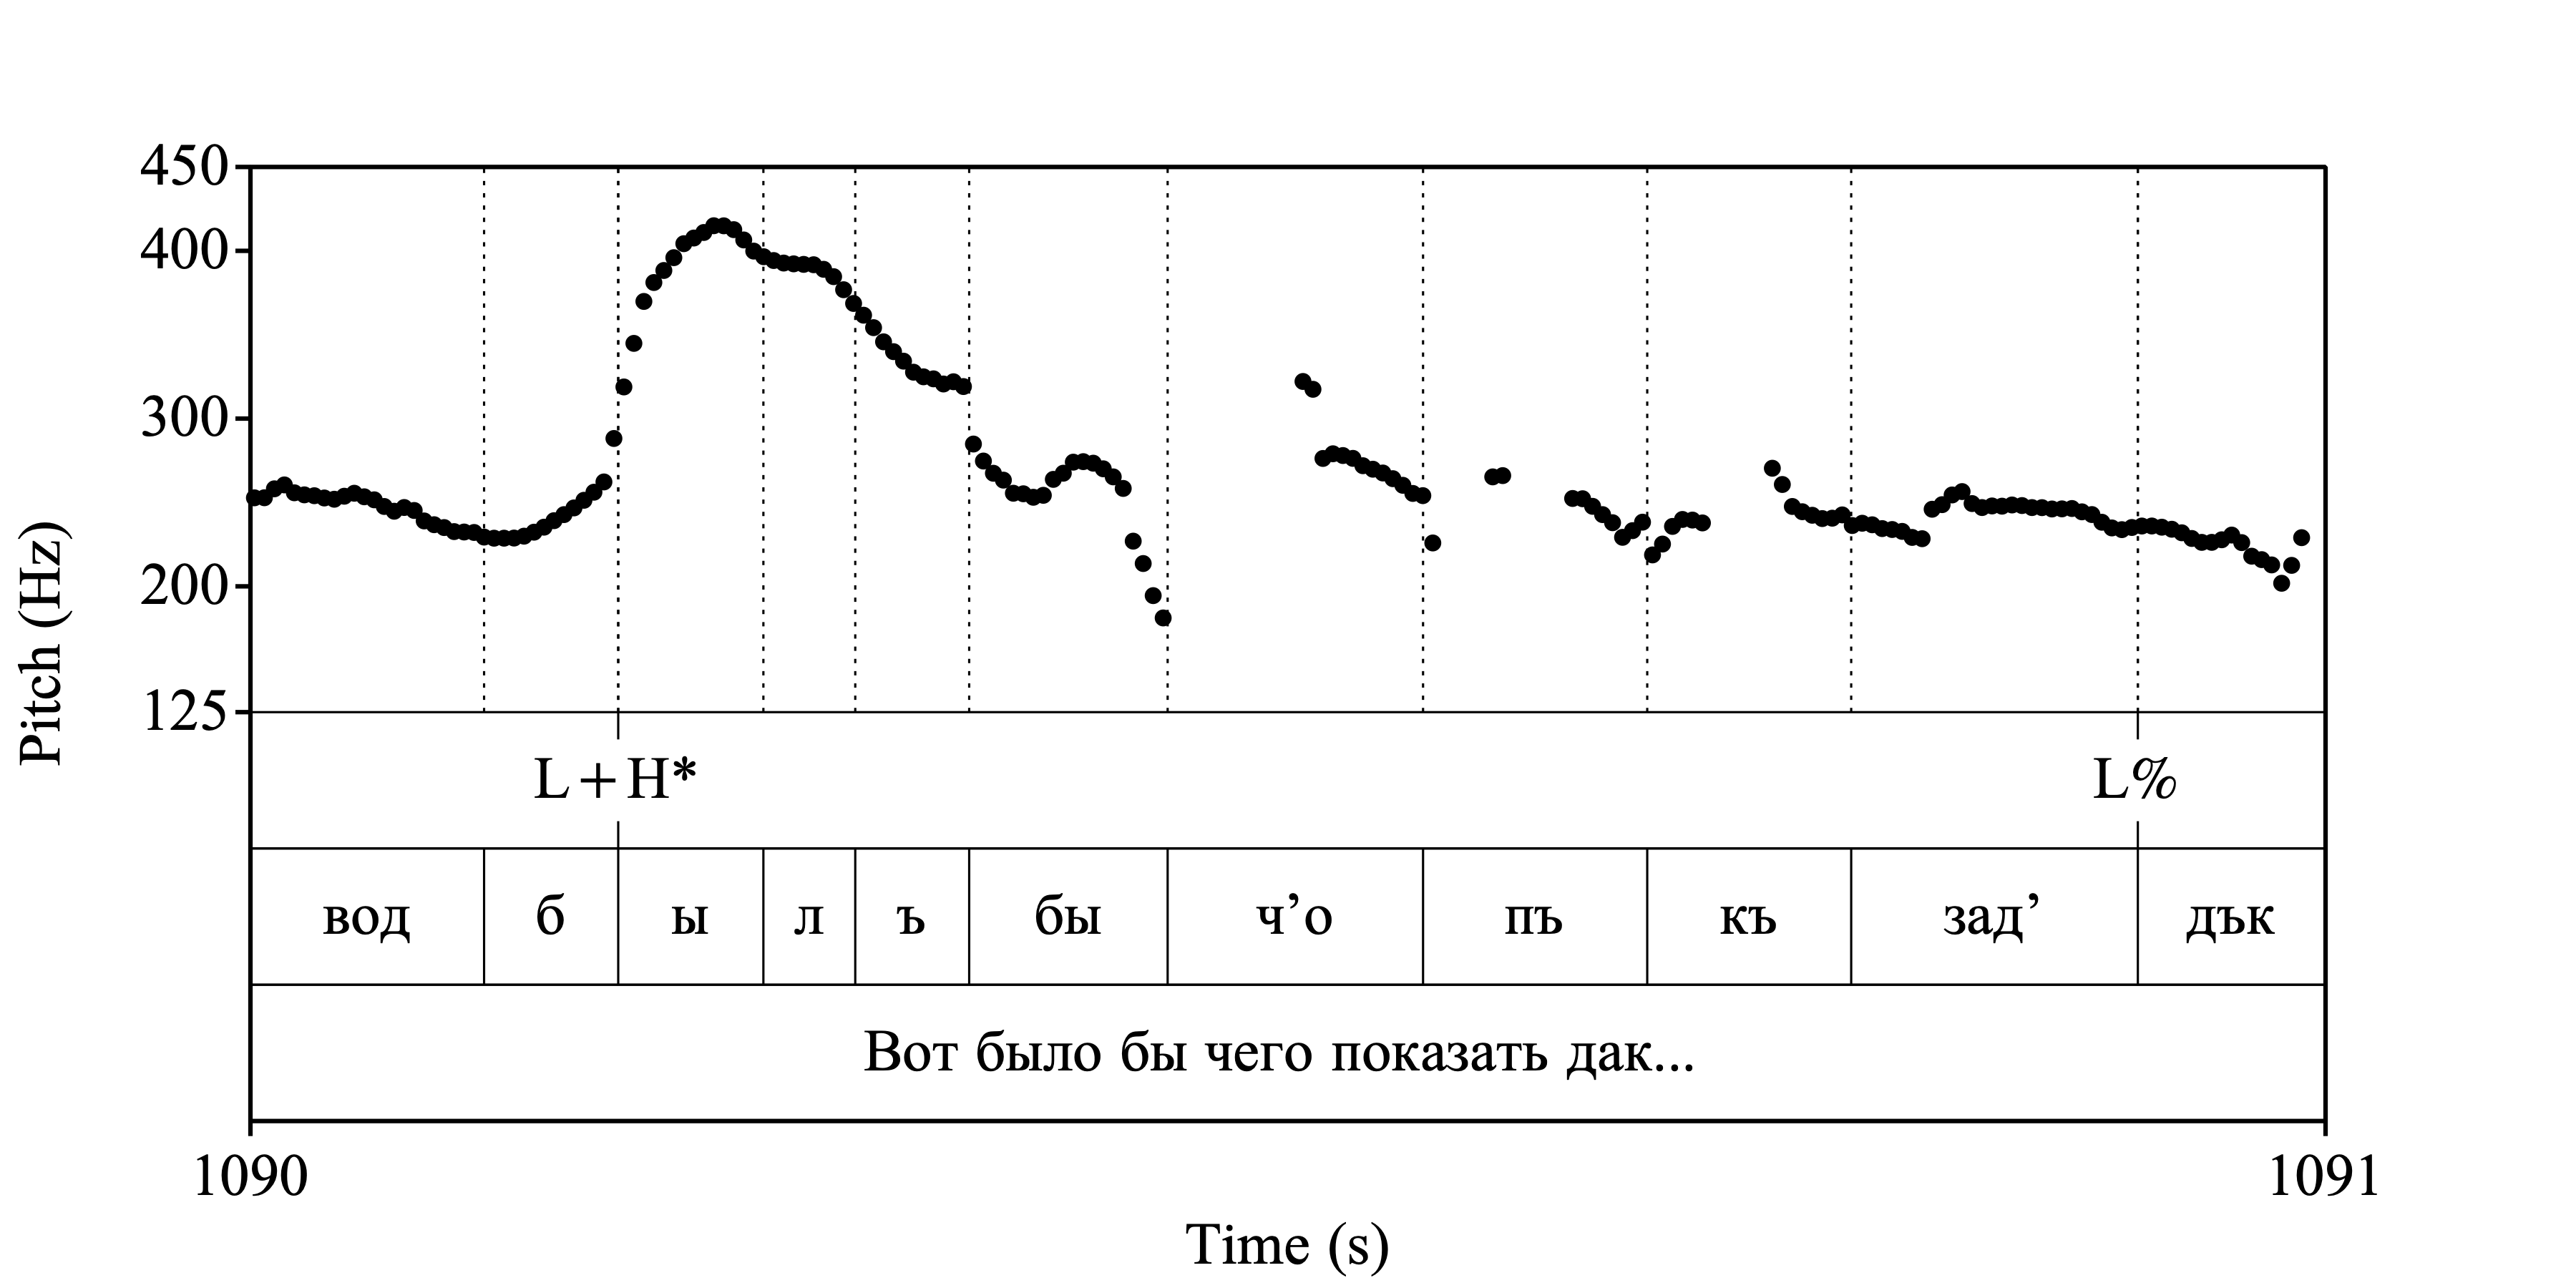 450
400
300
200
125
Pitch (Hz)
L+H* L%
вод б ы л ъ бы ч’о пъ къ зад’ дък
Вот было бы чего показать дак...
1090 1091
Time (s)